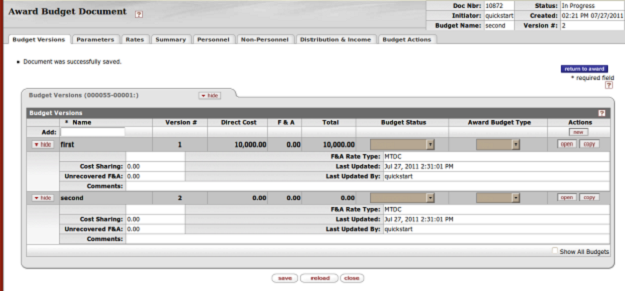 Award Budget Document ?
Doc Nbr: 10872 Status: In Progress
Initiator: quickstart Created: 02:21 PM 07/27/2011
Budget Name: second Version #: 2
Budget Versions Parameters Rates Summary Personnel Non-Personnel Distribution & Income Budget Actions
Document was successfully saved.
return to award
* required field
?
Budget Versions (000055-00001:) hide
Budget Versions ?
* Name Version # Direct Cost F & A Total Budget Status Award Budget Type Actions
Add: new
hide first 1 10,000.00 0.00 10,000.00 open copy
F&A Rate Type: MTDC
Cost Sharing: 0.00 Last Updated: Jul 27, 2011 2:31:01 PM
Unrecovered F&A: 0.00 Last Updated By: quickstart
Comments:
hide second 2 0.00 0.00 0.00 open copy
F&A Rate Type: MTDC
Cost Sharing: 0.00 Last Updated: Jul 27, 2011 2:31:01 PM
Unrecovered F&A: 0.00 Last Updated By: quickstart
Comments:
Show All Budgets
save reload close